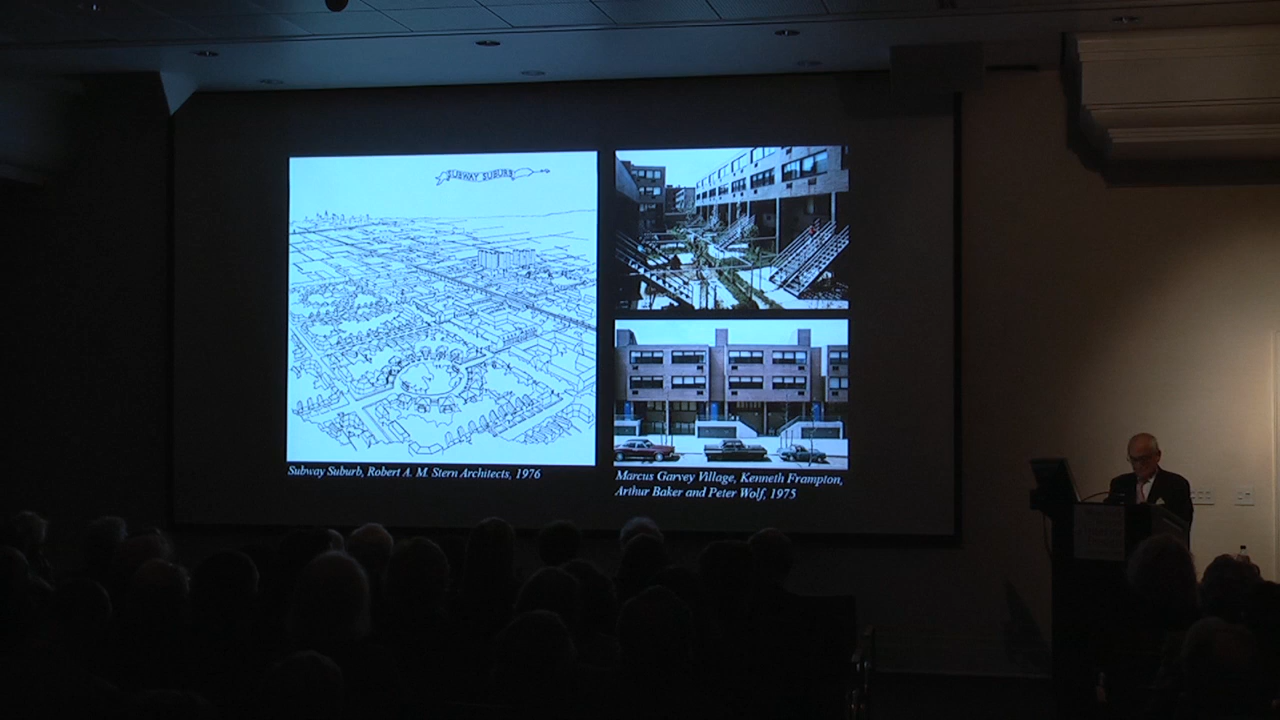 SUBWAY SUBURB
Subway Suburb, Robert A. M. Stern Architects, 1976
Marcus Garvey Village, Kenneth Frampton,
Arthur Baker and Peter Wolf, 1975